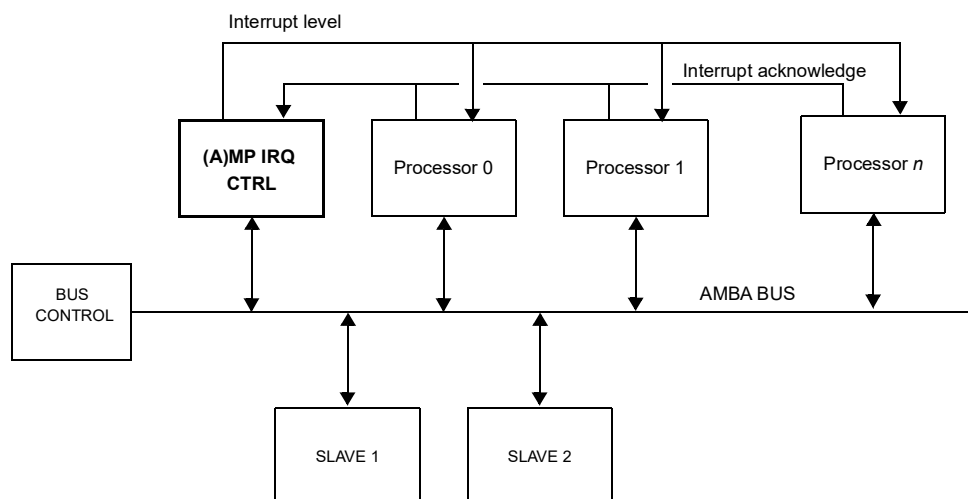 Interrupt level
Interrupt acknowledge
(A)MP IRQ
CTRL
Processor 0
Processor 1
Processor n
BUS
CONTROL
AMBA BUS
SLAVE 1
SLAVE 2